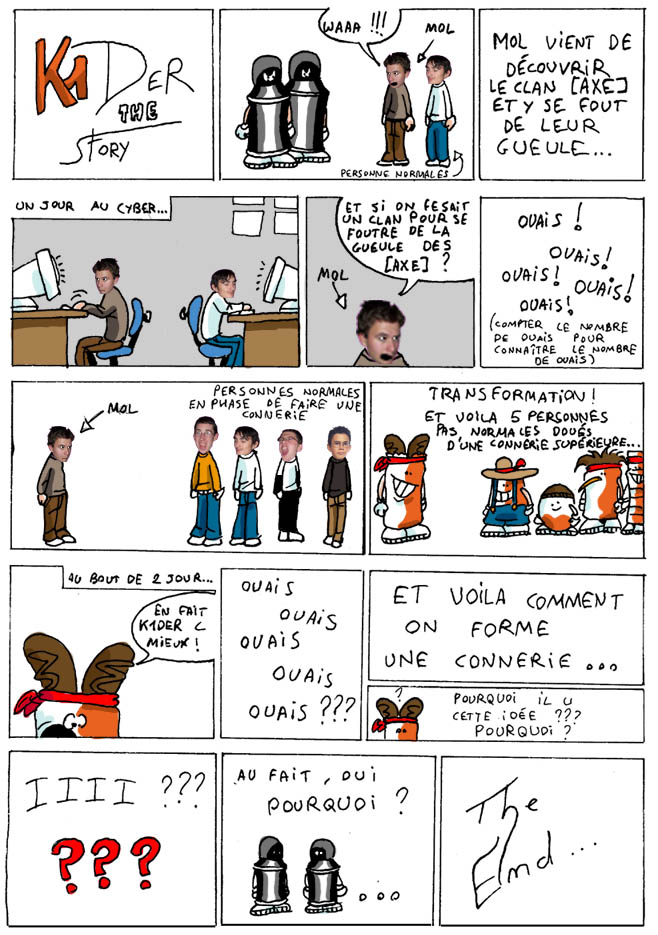 K1DER
THE
STORY
WAAA !!!
MOL
PERSONNE NORMALES
MOL VIENT DE
DÉCOUVRIR
LE CLAN [AXE]
ET Y SE FOUT
DE LEUR
GUEULE...
UN JOUR AU CYBER...
ET SI ON FESAIT
UN CLAN POUR SE
FOUTRE DE LA
GUEULE DES
[AXE] ?
MOL
OUAIS !
OUAIS!
OUAIS!
OUAIS!
OUAIS!
(COMPTER LE NOMBRE
DE OUAIS POUR
CONNAÎTRE LE NOMBRE
DE OUAIS)
MOL
PERSONNES NORMALES
EN PHASE DE FAIRE UNE
CONNERIE
TRANSFORMATION !
ET VOILA 5 PERSONNES
PAS NORMALES DOUÉS
D'UNE CONNERIE SUPÉRIEURE...
AU BOUT DE 2 JOUR...
EN FAIT
K1DER C
MIEUX !
OUAIS
OUAIS
OUAIS
OUAIS
OUAIS ???
ET VOILA COMMENT
ON FORME
UNE CONNERIE ...
?
POURQUOI IL U
CETTE IDÉE ???
POURQUOI ?
IIII ???
???
AU FAIT, OUI
POURQUOI ?
...
The
End ...